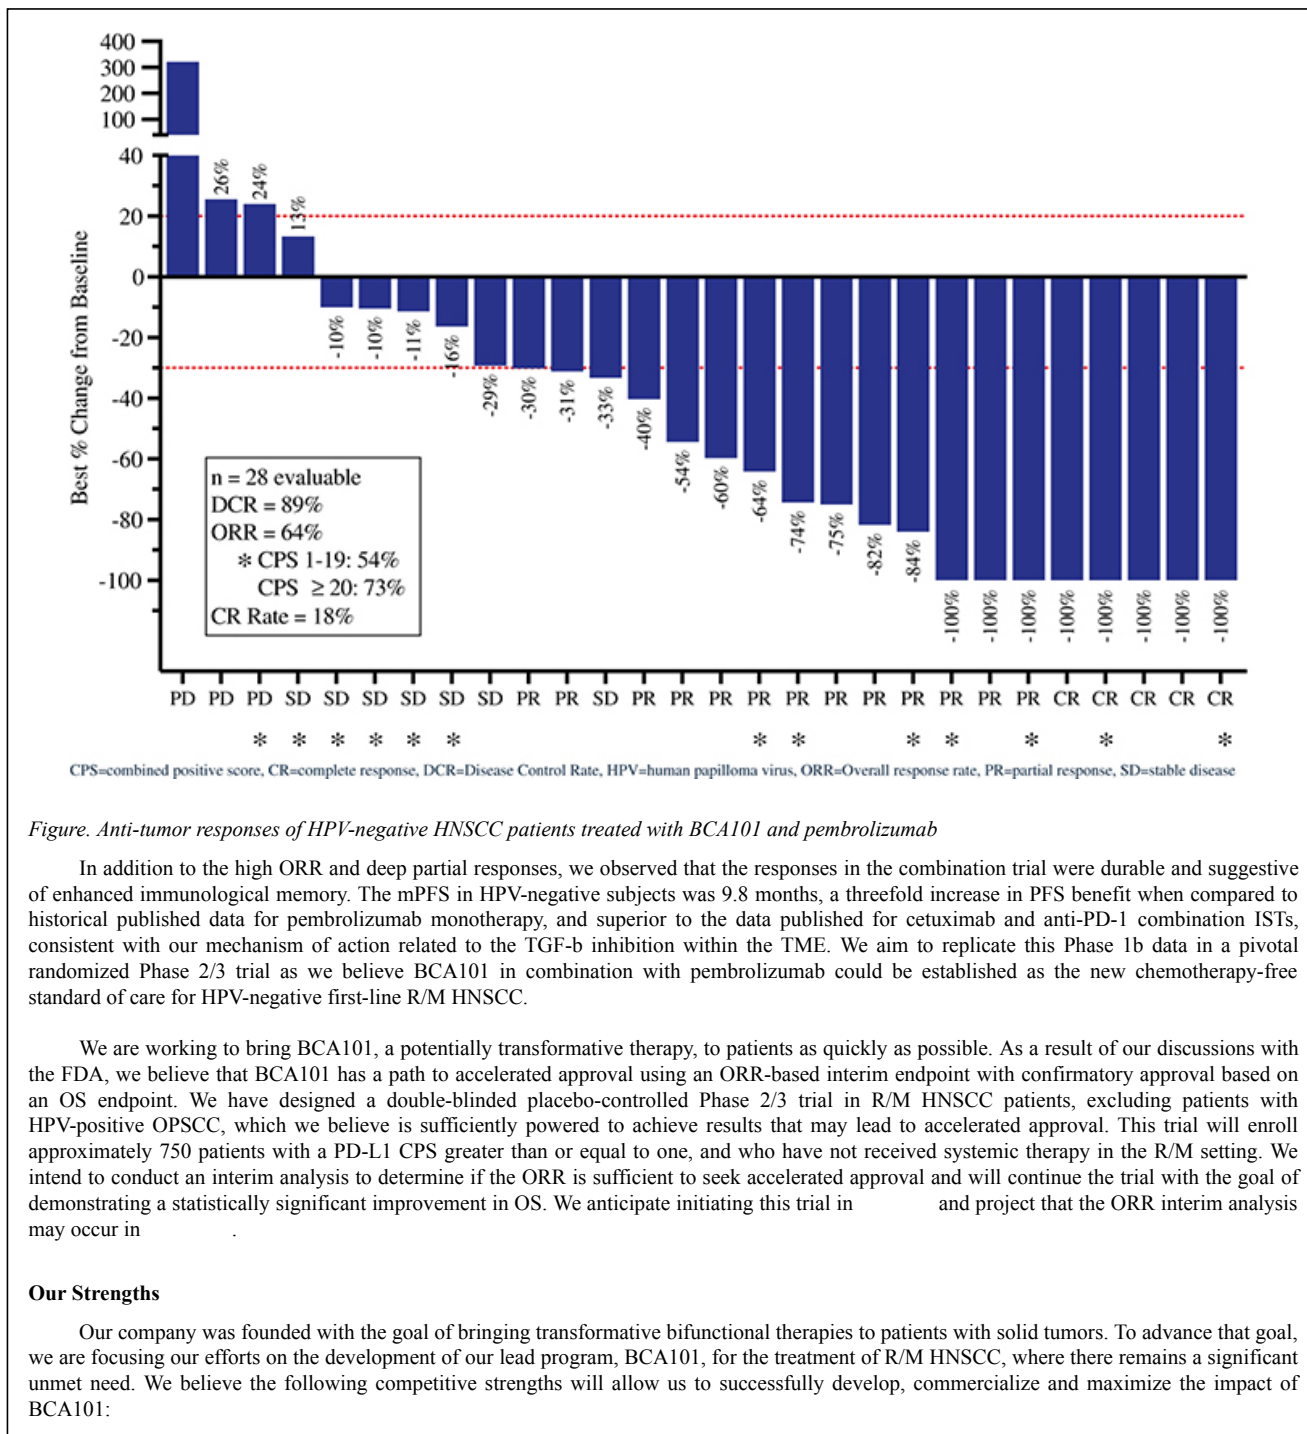 400
300
200
100
40
20
0
-20
-40
-60
-80
-100
Best % Change from Baseline
26%
24%
13%
-10%
-10%
-11%
-16%
-29%
-30%
-31%
-33%
-40%
-54%
-60%
-64%
-74%
-75%
-82%
-84%
-100%
-100%
-100%
-100%
-100%
-100%
-100%
-100%
n = 28 evaluable
DCR = 89%
ORR = 64%
* CPS 1-19: 54%
CPS ≥ 20: 73%
CR Rate = 18%
PD PD PD SD SD SD SD SD SD PR PR SD PR PR PR PR PR PR PR PR PR PR PR CR CR CR CR CR
* * * * * * * * * * * * *
CPS=combined positive score, CR=complete response, DCR=Disease Control Rate, HPV=human papilloma virus, ORR=Overall response rate, PR=partial response, SD=stable disease
Figure. Anti-tumor responses of HPV-negative HNSCC patients treated with BCA101 and pembrolizumab
In addition to the high ORR and deep partial responses, we observed that the responses in the combination trial were durable and suggestive
of enhanced immunological memory. The mPFS in HPV-negative subjects was 9.8 months, a threefold increase in PFS benefit when compared to
historical published data for pembrolizumab monotherapy, and superior to the data published for cetuximab and anti-PD-1 combination ISTs,
consistent with our mechanism of action related to the TGF-b inhibition within the TME. We aim to replicate this Phase 1b data in a pivotal
randomized Phase 2/3 trial as we believe BCA101 in combination with pembrolizumab could be established as the new chemotherapy-free
standard of care for HPV-negative first-line R/M HNSCC.
We are working to bring BCA101, a potentially transformative therapy, to patients as quickly as possible. As a result of our discussions with
the FDA, we believe that BCA101 has a path to accelerated approval using an ORR-based interim endpoint with confirmatory approval based on
an OS endpoint. We have designed a double-blinded placebo-controlled Phase 2/3 trial in R/M HNSCC patients, excluding patients with
HPV-positive OPSCC, which we believe is sufficiently powered to achieve results that may lead to accelerated approval. This trial will enroll
approximately 750 patients with a PD-L1 CPS greater than or equal to one, and who have not received systemic therapy in the R/M setting. We
intend to conduct an interim analysis to determine if the ORR is sufficient to seek accelerated approval and will continue the trial with the goal of
demonstrating a statistically significant improvement in OS. We anticipate initiating this trial in and project that the ORR interim analysis
may occur in .
Our Strengths
Our company was founded with the goal of bringing transformative bifunctional therapies to patients with solid tumors. To advance that goal,
we are focusing our efforts on the development of our lead program, BCA101, for the treatment of R/M HNSCC, where there remains a significant
unmet need. We believe the following competitive strengths will allow us to successfully develop, commercialize and maximize the impact of
BCA101: